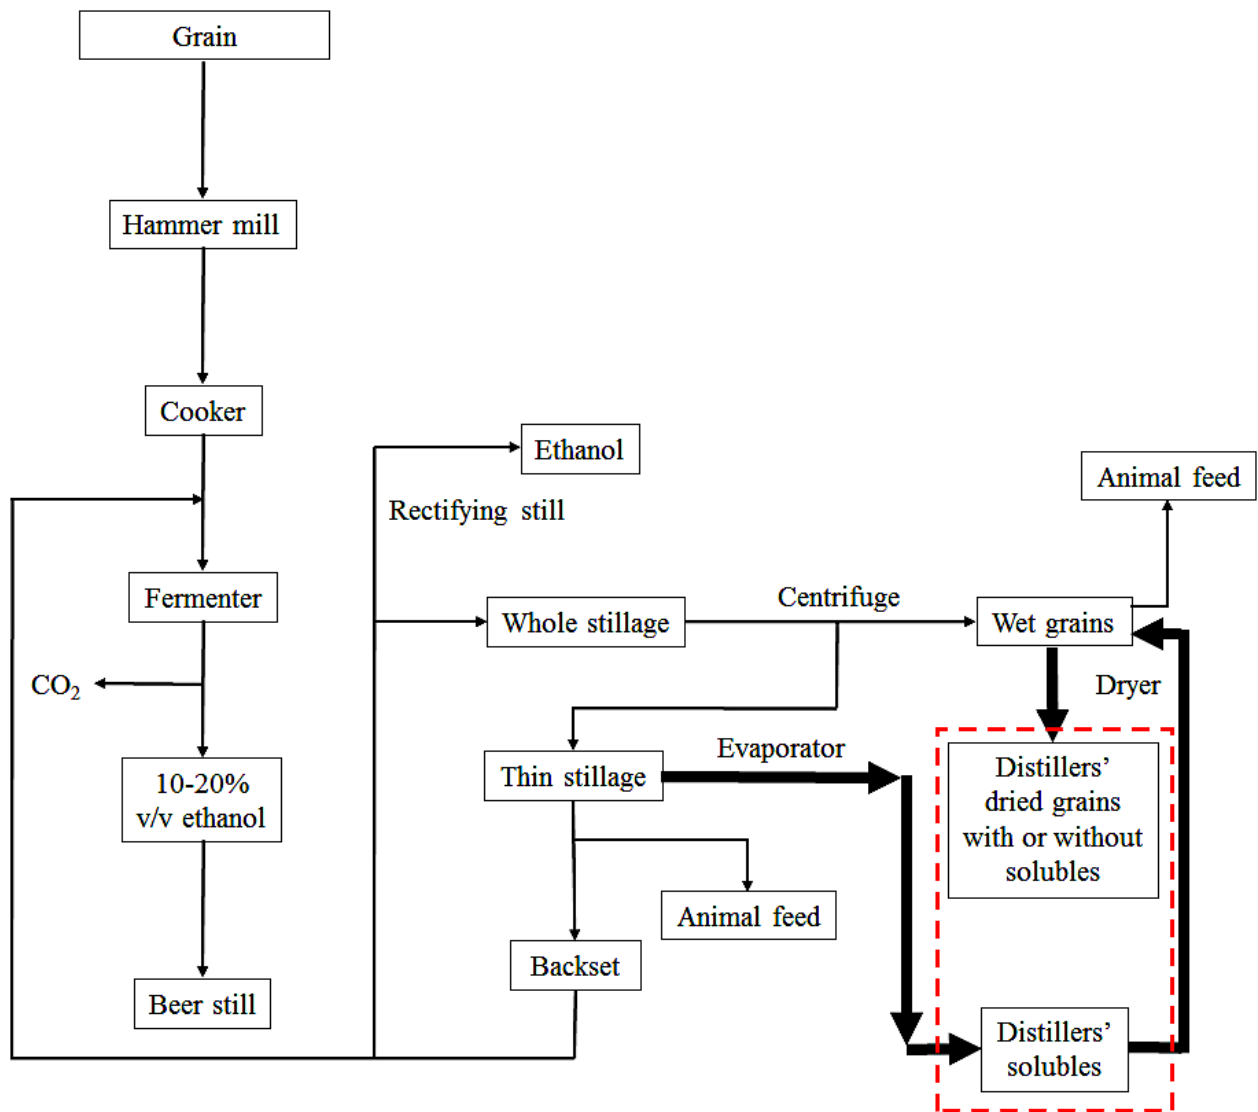 Grain
Hammer mill
Cooker
Ethanol
Animal feed
Rectifying still
Fermenter
Centrifuge
Whole stillage
Wet grains
CO₂
Dryer
Evaporator
Thin stillage
10-20%
v/v ethanol
Distillers’
dried grains
with or without
solubles
Animal feed
Backset
Beer still
Distillers’
solubles